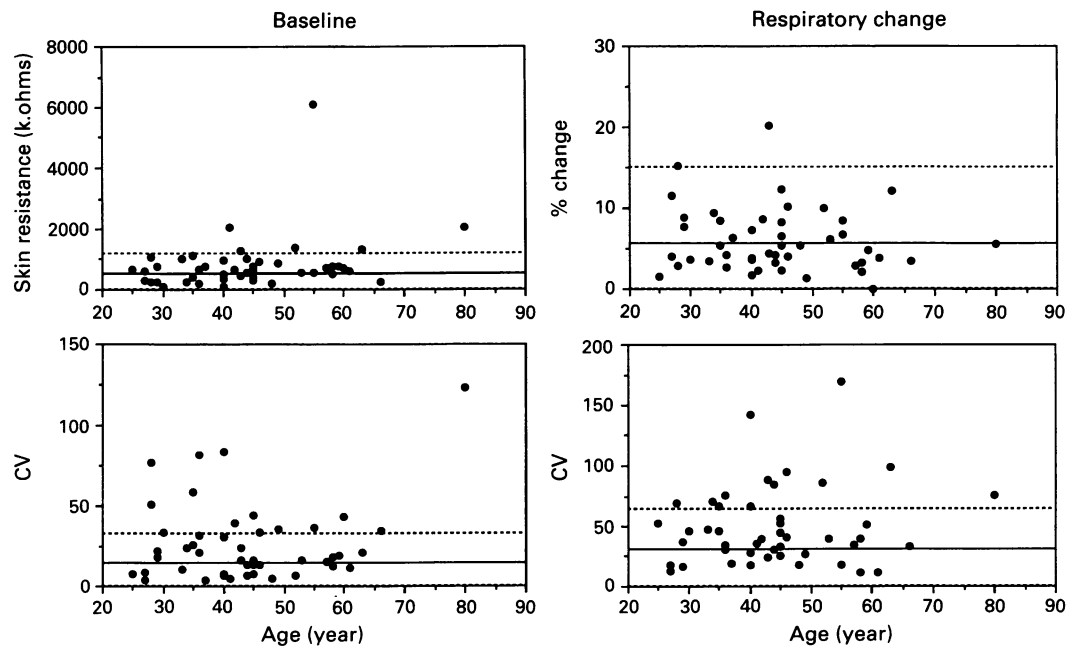 Baseline
Respiratory change
Skin resistance (k.ohms)
8000
6000
4000
2000
0
20 30 40 50 60 70 80 90
% change
30
20
10
0
20 30 40 50 60 70 80 90
CV
150
100
50
0
20 30 40 50 60 70 80 90
Age (year)
CV
200
150
100
50
0
20 30 40 50 60 70 80 90
Age (year)